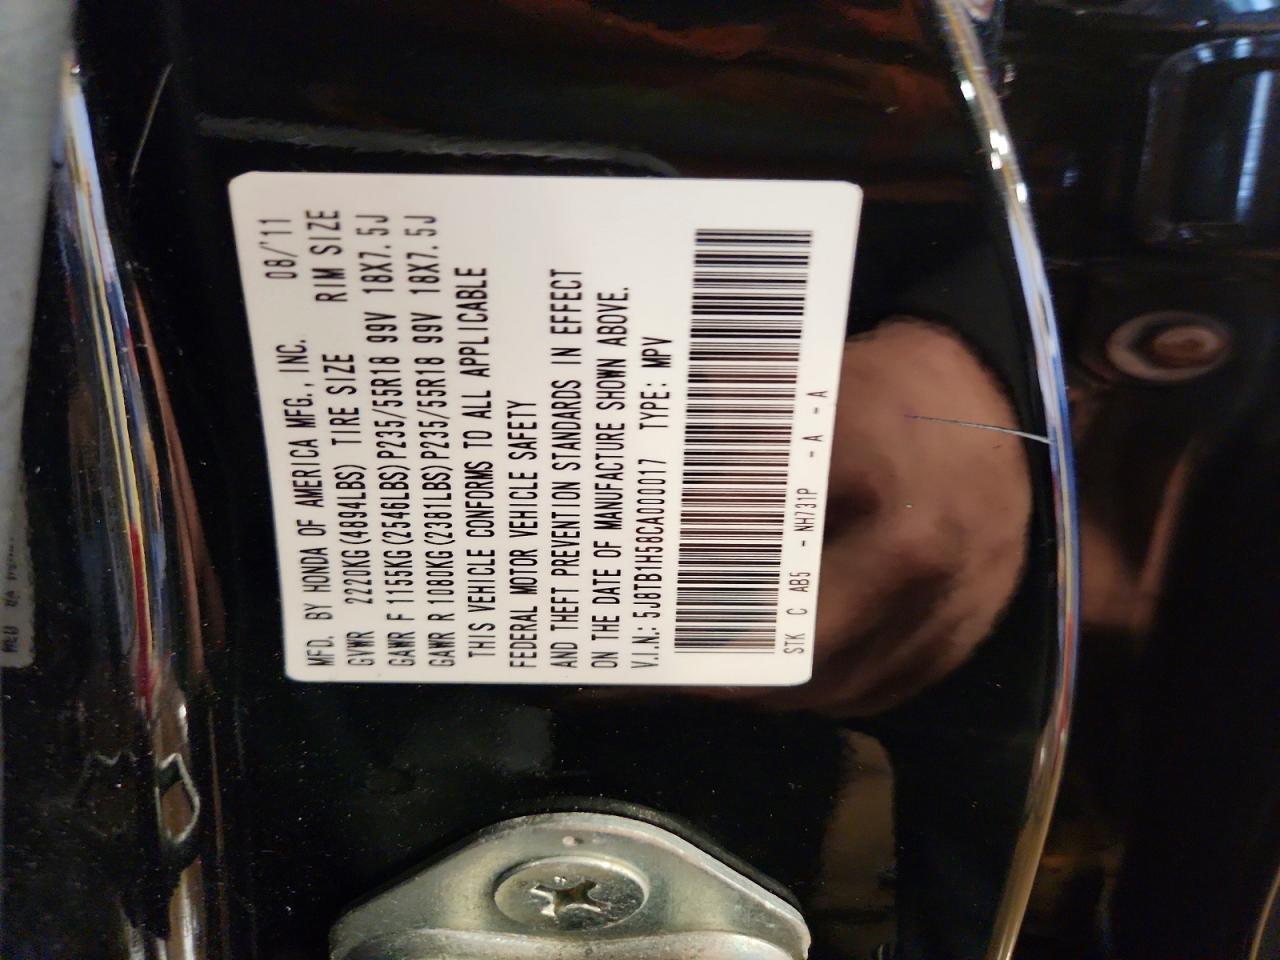 MFD. BY HONDA OF AMERICA MFG., INC. 08/'11
GVWR 2220KG(4894LBS) TIRE SIZE RIM SIZE
GAWR F 1155KG(2546LBS)P235/55R18 99V 18X7.5J
GAWR R 1080KG(2381LBS)P235/55R18 99V 18X7.5J
THIS VEHICLE CONFORMS TO ALL APPLICABLE
FEDERAL MOTOR VEHICLE SAFETY
AND THEFT PREVENTION STANDARDS IN EFFECT
ON THE DATE OF MANUFACTURE SHOWN ABOVE.
V.I.N.: 5J8TB1H58CA000017 TYPE: MPV
STK C AB5 - NH731P - A - A